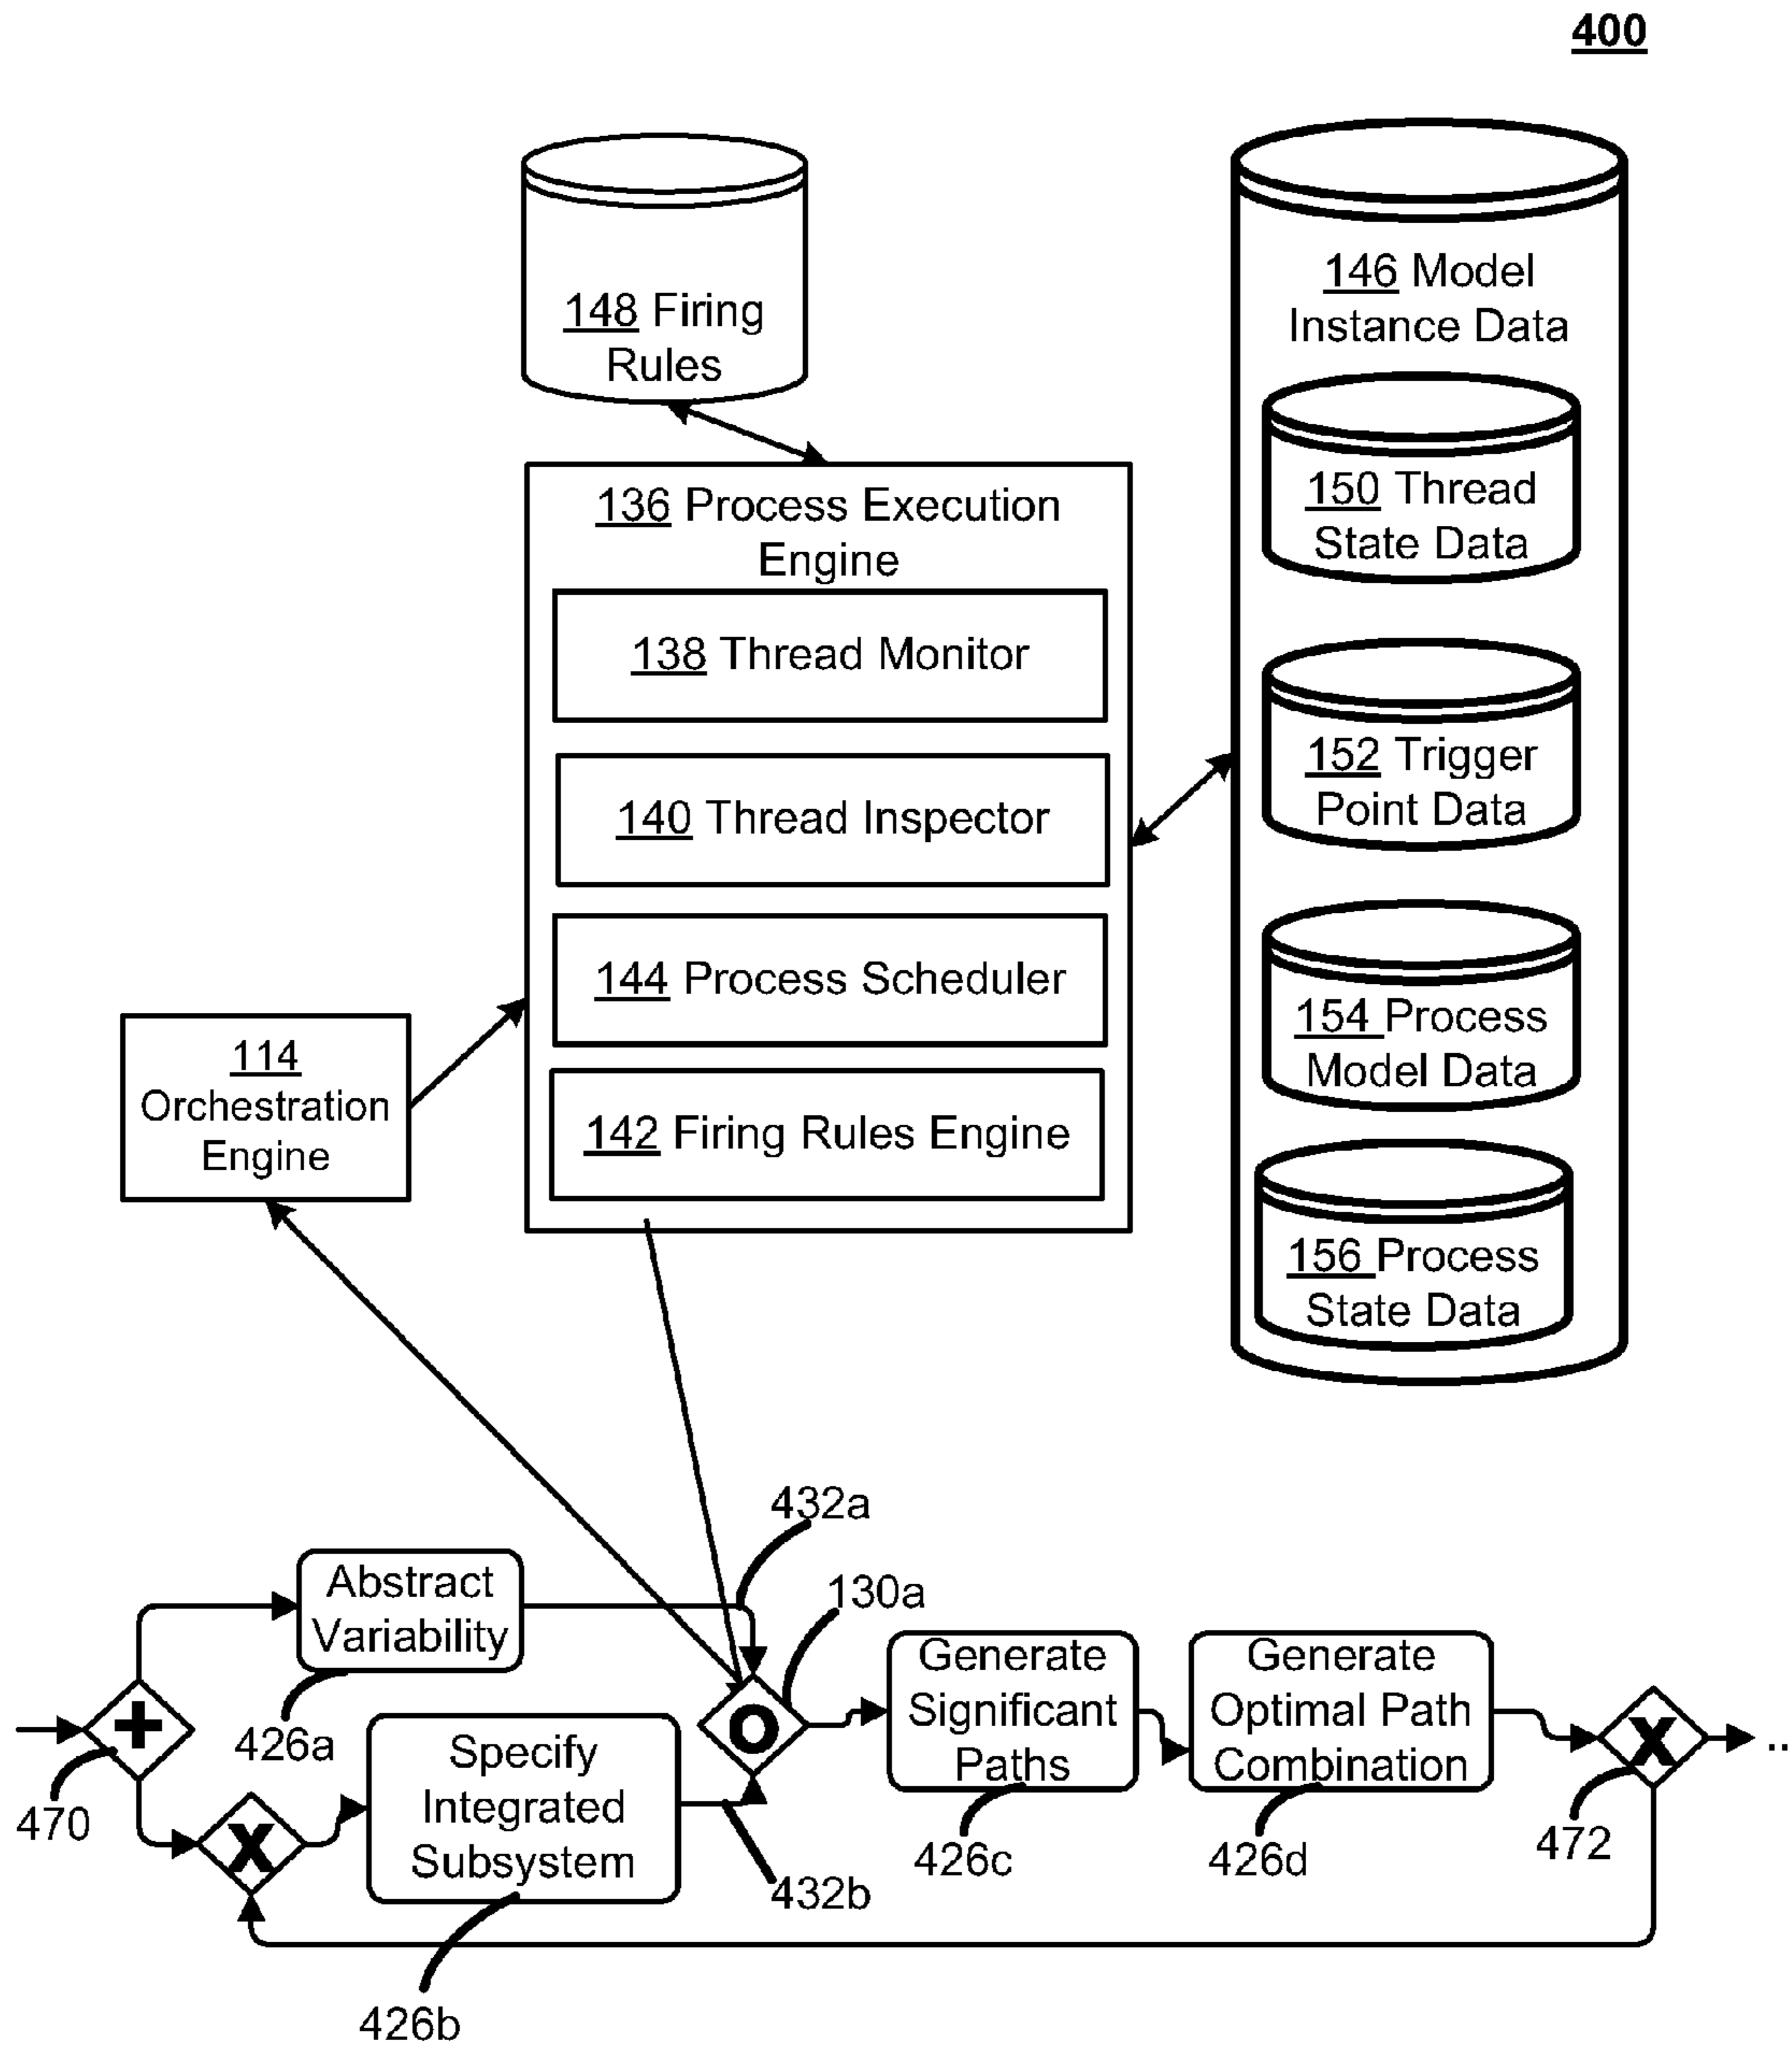 400
148 Firing
Rules
146 Model
Instance Data
150 Thread
State Data
152 Trigger
Point Data
154 Process
Model Data
156 Process
State Data
136 Process Execution
Engine
138 Thread Monitor
140 Thread Inspector
144 Process Scheduler
142 Firing Rules Engine
114
Orchestration
Engine
432a
130a
Abstract
Variability
426a
+
470
X
Specify
Integrated
Subsystem
426b
O
432b
Generate
Significant
Paths
426c
Generate
Optimal Path
Combination
426d
X
472
..